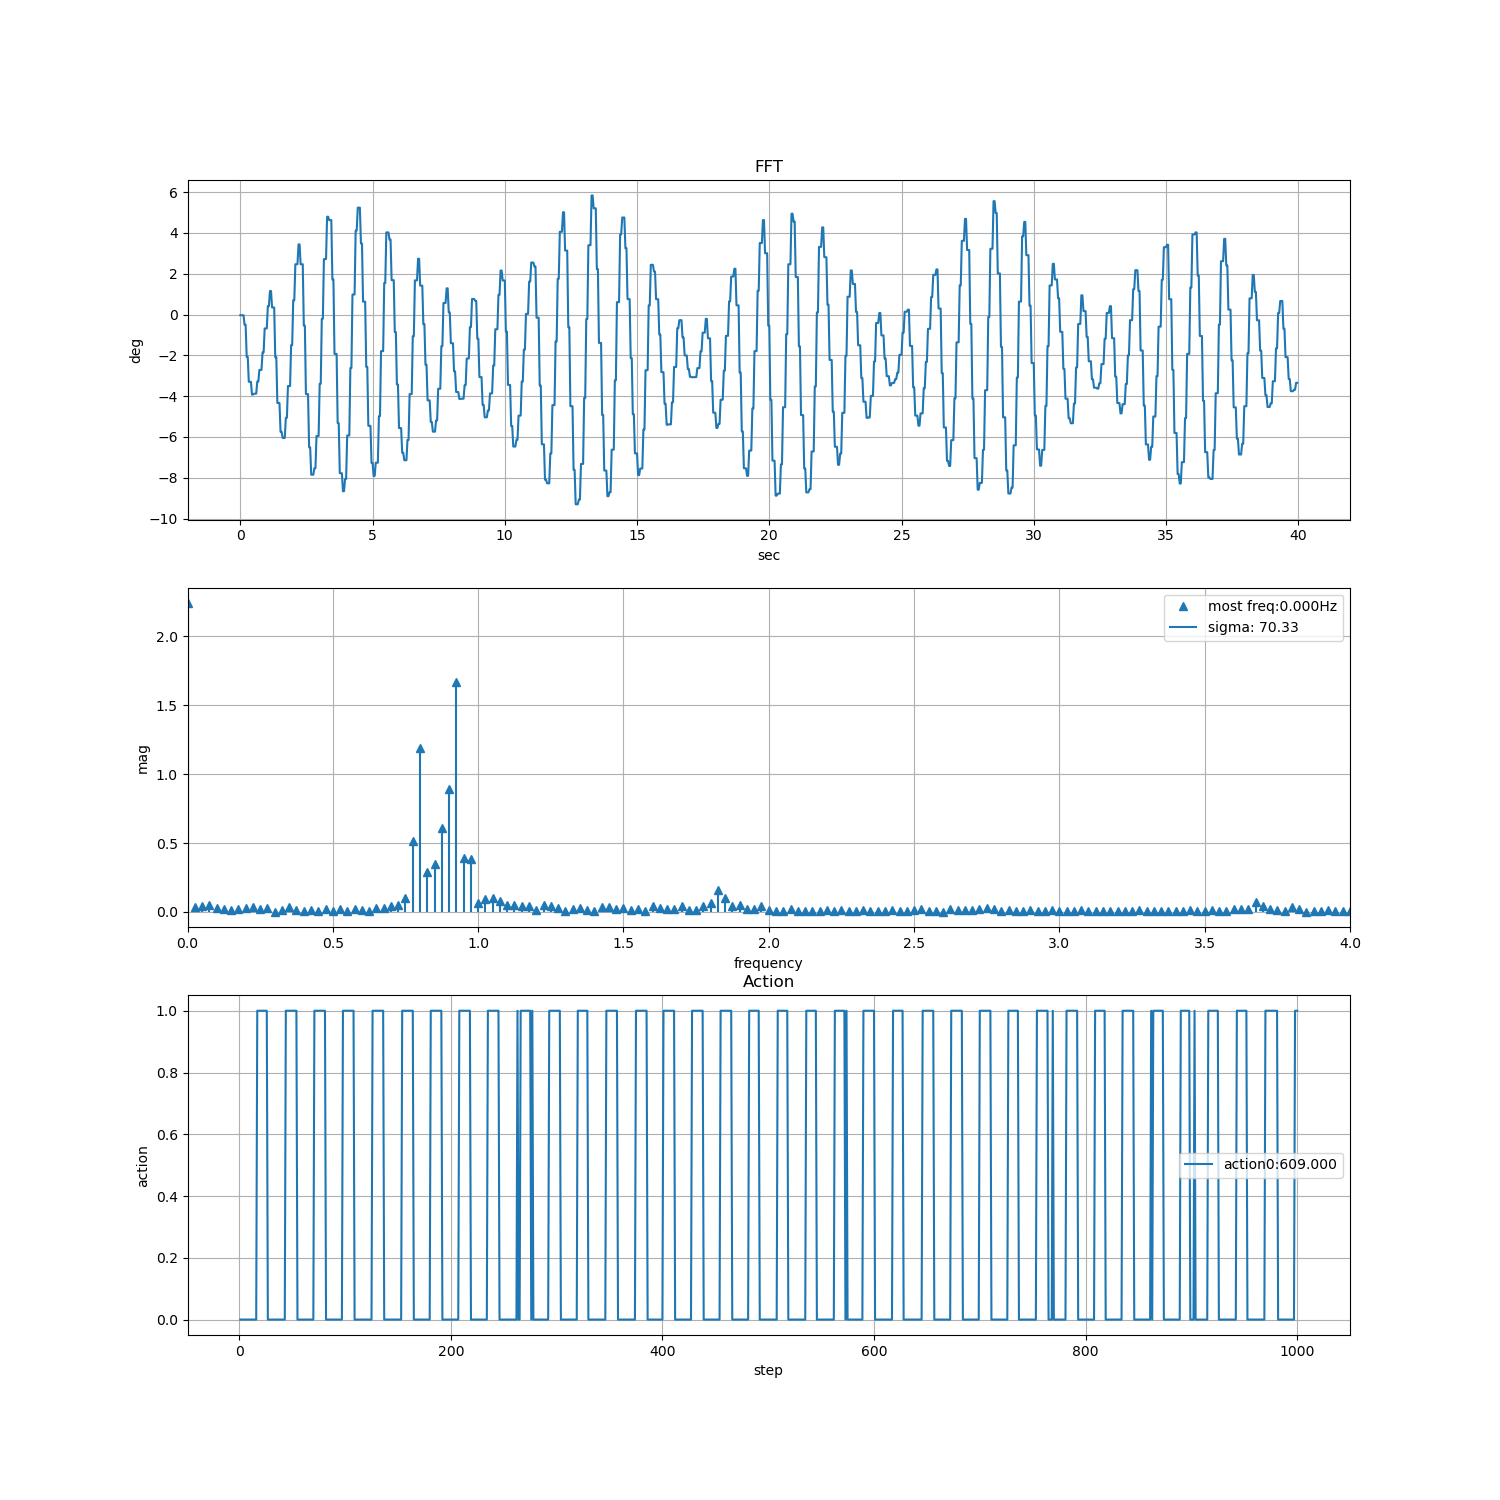 FFT
6
4
2
0
−2
−4
−6
−8
−10
deg
0 5 10 15 20 25 30 35 40
sec
most freq:0.000Hz
sigma: 70.33
2.0
1.5
1.0
0.5
0.0
mag
0.0 0.5 1.0 1.5 2.0 2.5 3.0 3.5 4.0
frequency
Action
1.0
0.8
0.6
0.4
0.2
0.0
action
action0:609.000
0 200 400 600 800 1000
step